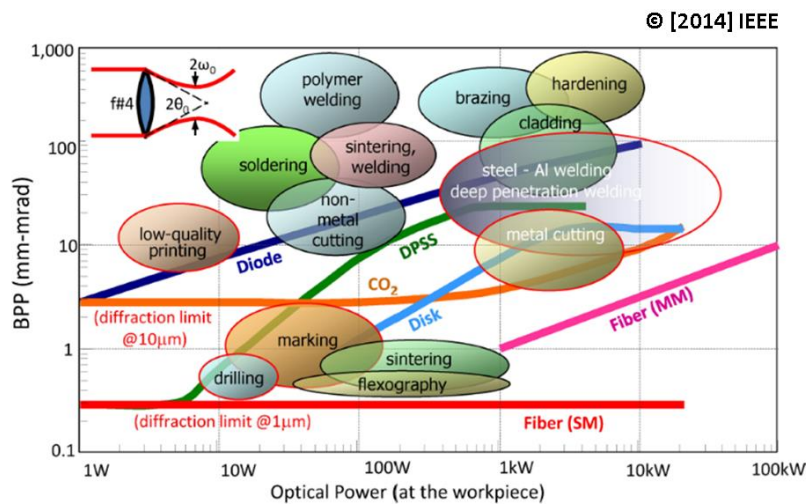 © [2014] IEEE
1,000
100
10
1
0.1
BPP (mm-mrad)
f#4
2ω₀
2θ₀
polymer
welding
brazing
hardening
cladding
soldering
sintering,
welding
steel - Al welding
deep penetration welding
non-
metal
cutting
low-quality
printing
metal cutting
Diode
DPSS
CO₂
Disk
Fiber (MM)
(diffraction limit
@10μm)
marking
sintering
drilling
flexography
(diffraction limit @1μm)
Fiber (SM)
1W
10W
100W
1kW
10kW
100kW
Optical Power (at the workpiece)